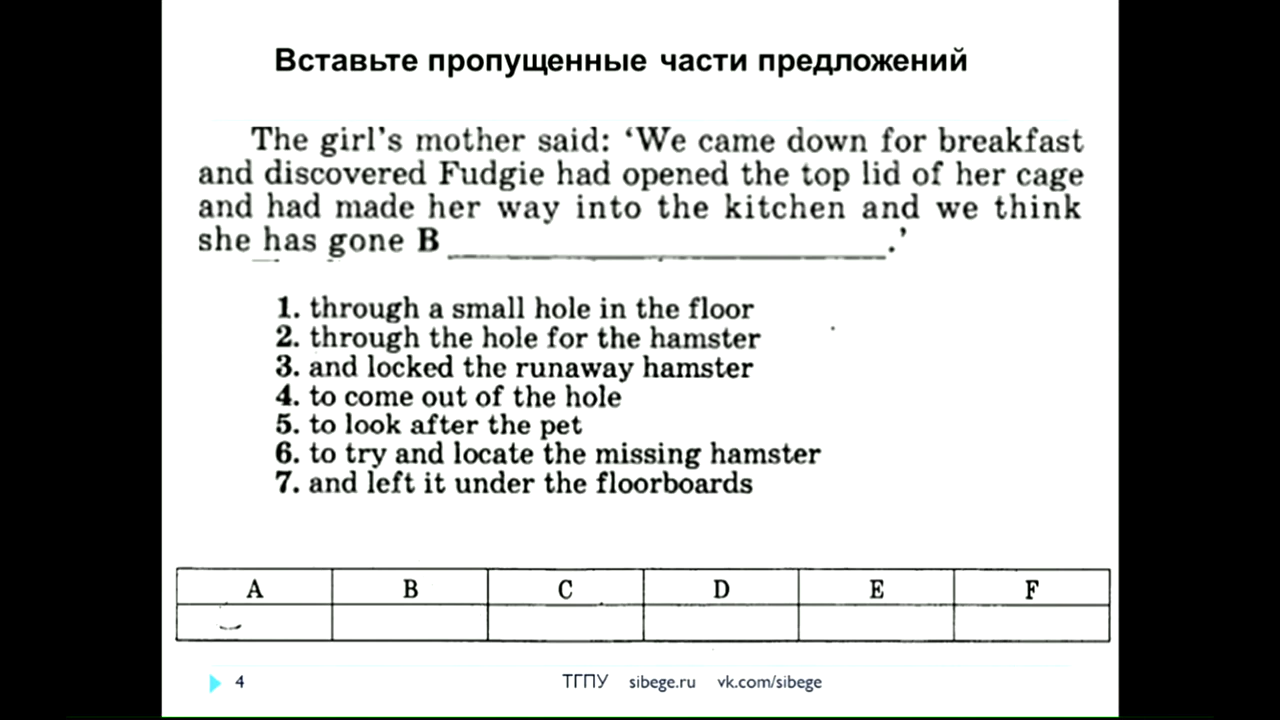 Вставьте пропущенные части предложений
The girl's mother said: ‘We came down for breakfast
and discovered Fudgie had opened the top lid of her cage
and had made her way into the kitchen and we think
she has gone B ____________________.’
1. through a small hole in the floor
2. through the hole for the hamster
3. and locked the runaway hamster
4. to come out of the hole
5. to look after the pet
6. to try and locate the missing hamster
7. and left it under the floorboards
A B C D E F
4 ТГПУ sibege.ru vk.com/sibege